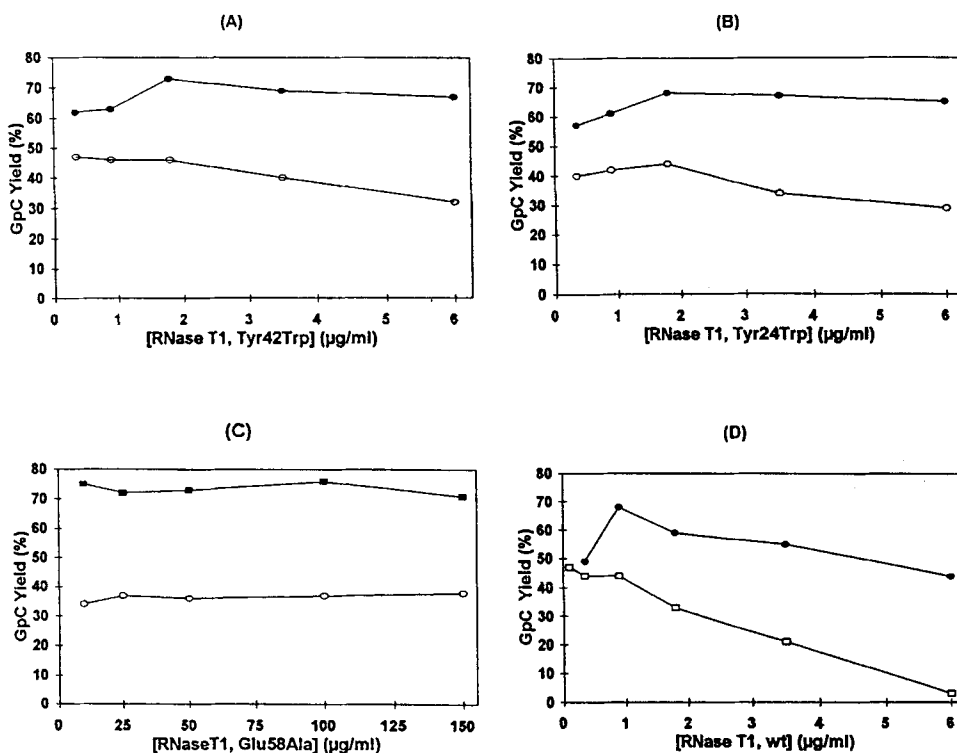 (A)
GpC Yield (%)
80
70
60
50
40
30
20
10
0
0 1 2 3 4 5 6
[RNase T1, Tyr42Trp] (µg/ml)
(B)
GpC Yield (%)
80
70
60
50
40
30
20
10
0
0 1 2 3 4 5 6
[RNase T1, Tyr24Trp] (µg/ml)
(C)
GpC Yield (%)
80
70
60
50
40
30
20
10
0
0 25 50 75 100 125 150
[RNaseT1, Glu58Ala] (µg/ml)
(D)
GpC Yield (%)
80
70
60
50
40
30
20
10
0
0 1 2 3 4 5 6
[RNase T1, wt] (µg/ml)